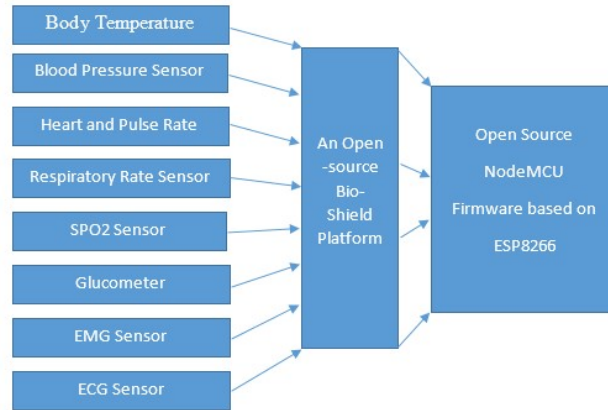 Body Temperature
Blood Pressure Sensor
Heart and Pulse Rate
Respiratory Rate Sensor
SPO2 Sensor
Glucometer
EMG Sensor
ECG Sensor
An Open
-source
Bio-
Shield
Platform
Open Source
NodeMCU
Firmware based on
ESP8266